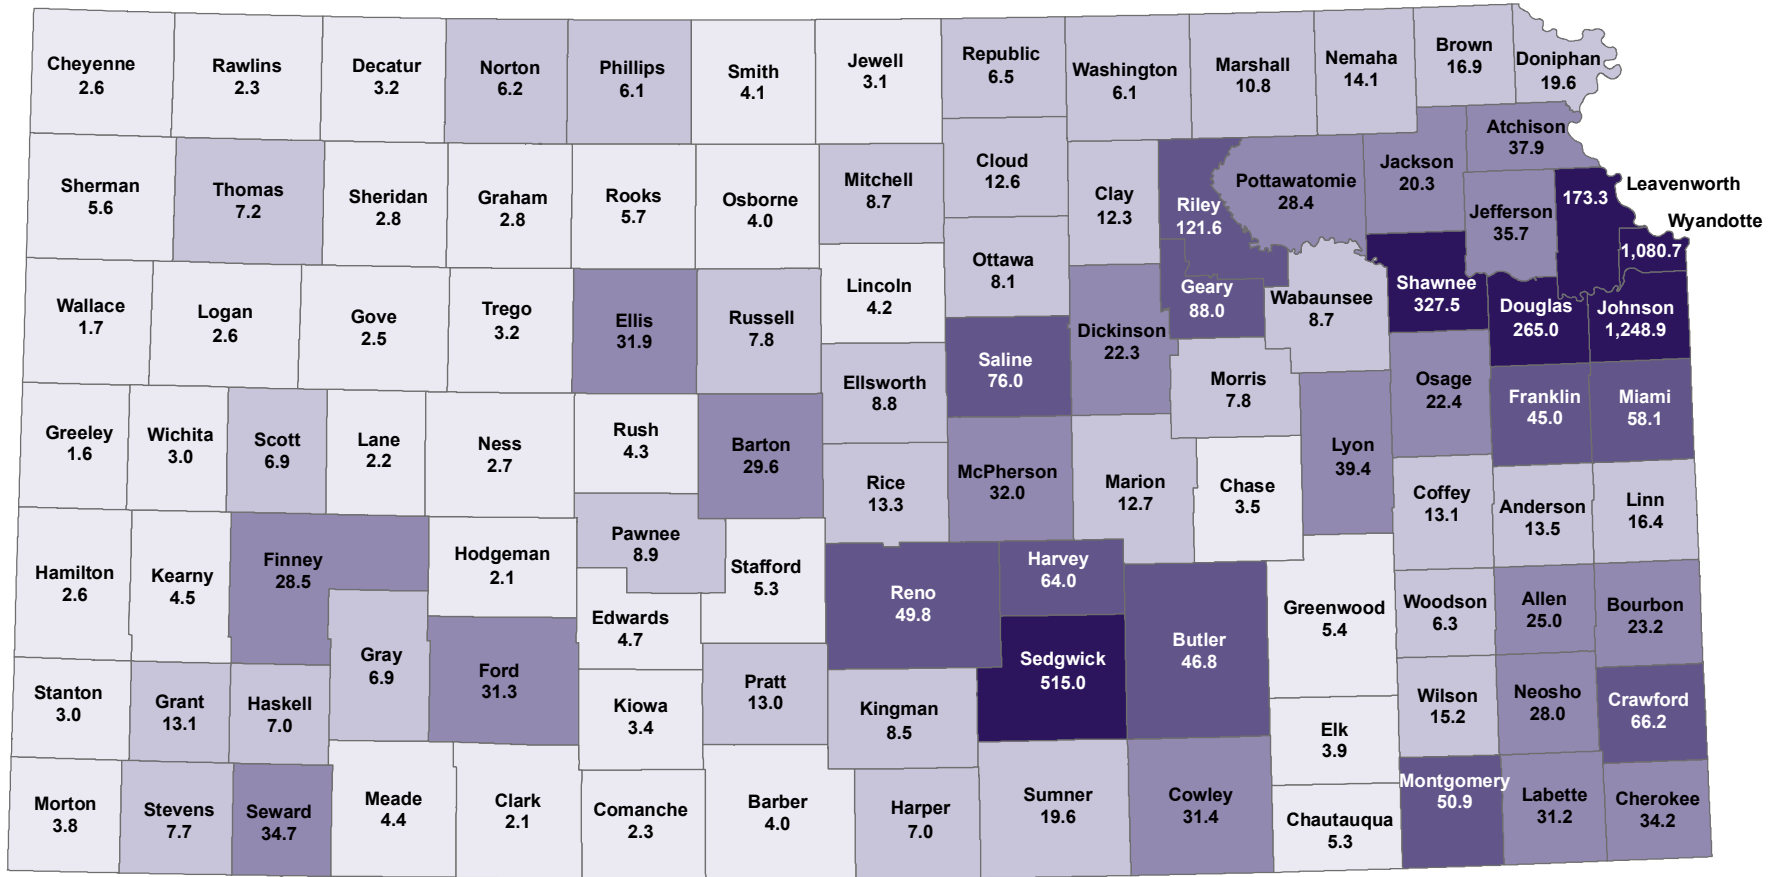 Cheyenne
2.6
Rawlins
2.3
Decatur
3.2
Norton
6.2
Phillips
6.1
Smith
4.1
Jewell
3.1
Republic
6.5
Washington
6.1
Marshall
10.8
Nemaha
14.1
Brown
16.9
Doniphan
19.6
Sherman
5.6
Thomas
7.2
Sheridan
2.8
Graham
2.8
Rooks
5.7
Osborne
4.0
Mitchell
8.7
Cloud
12.6
Clay
12.3
Riley
121.6
Pottawatomie
28.4
Jackson
20.3
Atchison
37.9
Jefferson
35.7
173.3
Leavenworth
Wyandotte
1,080.7
Wallace
1.7
Logan
2.6
Gove
2.5
Trego
3.2
Ellis
31.9
Russell
7.8
Lincoln
4.2
Ottawa
8.1
Saline
76.0
Dickinson
22.3
Geary
88.0
Wabaunsee
8.7
Shawnee
327.5
Douglas
265.0
Johnson
1,248.9
Greeley
1.6
Wichita
3.0
Scott
6.9
Lane
2.2
Ness
2.7
Rush
4.3
Barton
29.6
Ellsworth
8.8
Rice
13.3
McPherson
32.0
Marion
12.7
Morris
7.8
Chase
3.5
Lyon
39.4
Osage
22.4
Franklin
45.0
Miami
58.1
Coffey
13.1
Anderson
13.5
Linn
16.4
Hamilton
2.6
Kearny
4.5
Finney
28.5
Hodgeman
2.1
Pawnee
8.9
Stafford
5.3
Edwards
4.7
Gray
6.9
Ford
31.3
Reno
49.8
Harvey
64.0
Sedgwick
515.0
Butler
46.8
Greenwood
5.4
Woodson
6.3
Allen
25.0
Bourbon
23.2
Stanton
3.0
Grant
13.1
Haskell
7.0
Kiowa
3.4
Pratt
13.0
Kingman
8.5
Elk
3.9
Wilson
15.2
Neosho
28.0
Crawford
66.2
Morton
3.8
Stevens
7.7
Seward
34.7
Meade
4.4
Clark
2.1
Comanche
2.3
Barber
4.0
Harper
7.0
Sumner
19.6
Cowley
31.4
Chautauqua
5.3
Montgomery
50.9
Labette
31.2
Cherokee
34.2